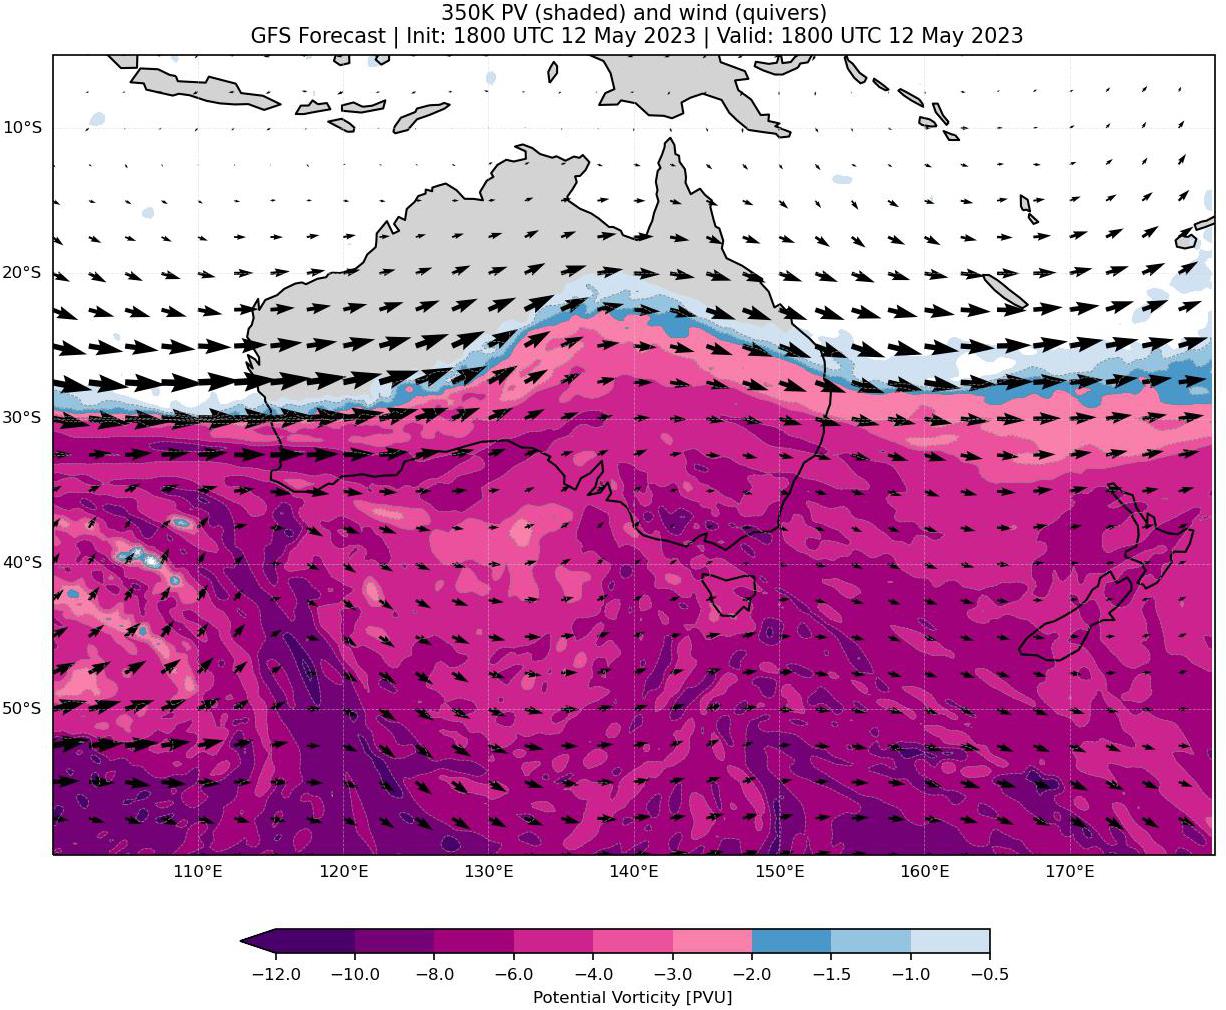 350K PV (shaded) and wind (quivers)
GFS Forecast | Init: 1800 UTC 12 May 2023 | Valid: 1800 UTC 12 May 2023
10°S
20°S
30°S
40°S
50°S
110°E 120°E 130°E 140°E 150°E 160°E 170°E
−12.0 −10.0 −8.0 −6.0 −4.0 −3.0 −2.0 −1.5 −1.0 −0.5
Potential Vorticity [PVU]